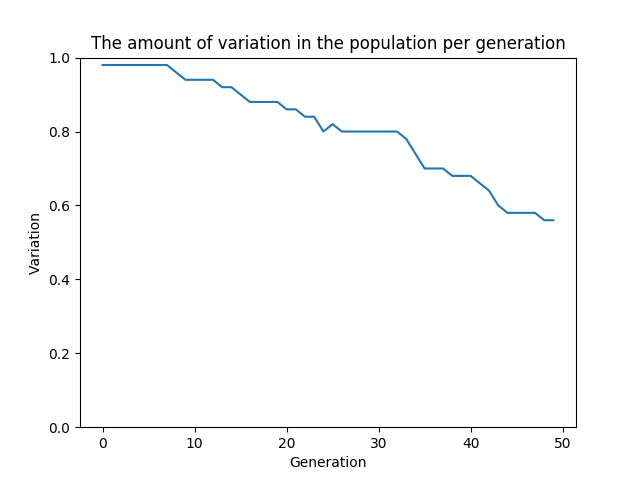 The amount of variation in the population per generation
1.0
0.8
0.6
0.4
0.2
0.0
Variation
0 10 20 30 40 50
Generation